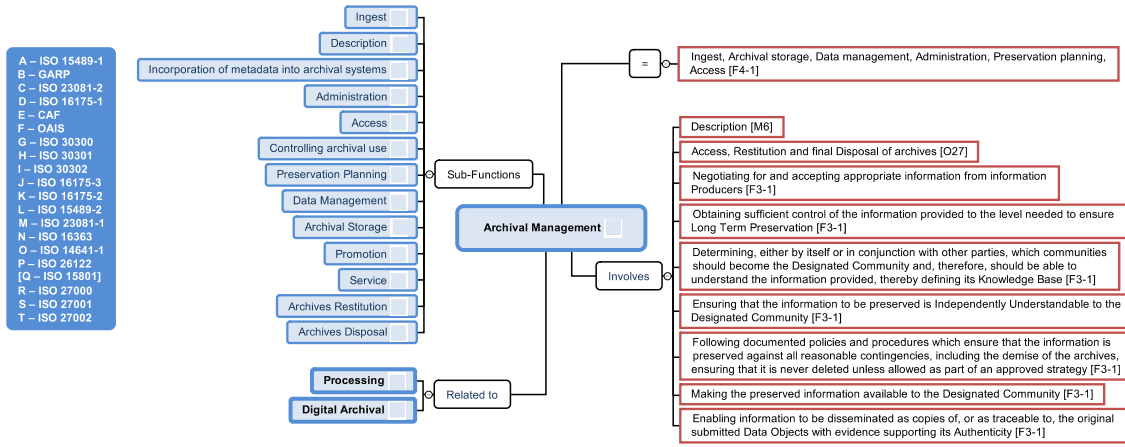 A – ISO 15489-1
B – GARP
C – ISO 23081-2
D – ISO 16175-1
E – CAF
F – OAIS
G – ISO 30300
H – ISO 30301
I – ISO 30302
J – ISO 16175-3
K – ISO 16175-2
L – ISO 15489-2
M – ISO 23081-1
N – ISO 16363
O – ISO 14641-1
P – ISO 26122
[Q – ISO 15801]
R – ISO 27000
S – ISO 27001
T – ISO 27002
Ingest
Description
Incorporation of metadata into archival systems
Administration
Access
Controlling archival use
Preservation Planning
Data Management
Archival Storage
Promotion
Service
Archives Restitution
Archives Disposal
Sub-Functions
Processing
Digital Archival
Related to
Archival Management
=
Ingest, Archival storage, Data management, Administration, Preservation planning,
Access [F4-1]
Involves
Description [M6]
Access, Restitution and final Disposal of archives [O27]
Negotiating for and accepting appropriate information from information
Producers [F3-1]
Obtaining sufficient control of the information provided to the level needed to ensure
Long Term Preservation [F3-1]
Determining, either by itself or in conjunction with other parties, which communities
should become the Designated Community and, therefore, should be able to
understand the information provided, thereby defining its Knowledge Base [F3-1]
Ensuring that the information to be preserved is Independently Understandable to the
Designated Community [F3-1]
Following documented policies and procedures which ensure that the information is
preserved against all reasonable contingencies, including the demise of the archives,
ensuring that it is never deleted unless allowed as part of an approved strategy [F3-1]
Making the preserved information available to the Designated Community [F3-1]
Enabling information to be disseminated as copies of, or as traceable to, the original
submitted Data Objects with evidence supporting its Authenticity [F3-1]